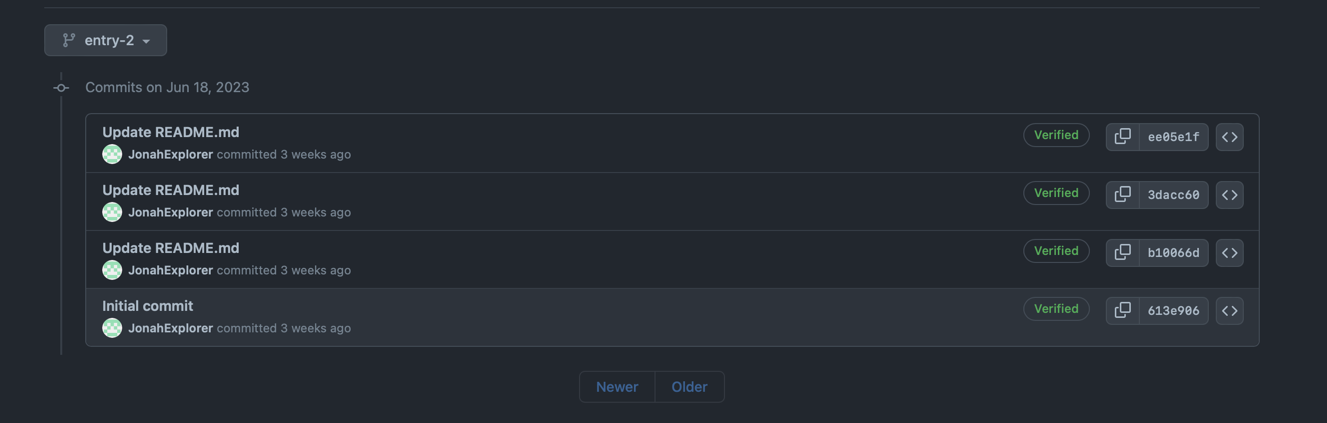 entry-2
Commits on Jun 18, 2023
Update README.md
Verified ee05e1f
JonahExplorer committed 3 weeks ago
Update README.md
Verified 3dacc60
JonahExplorer committed 3 weeks ago
Update README.md
Verified b10066d
JonahExplorer committed 3 weeks ago
Initial commit
Verified 613e906
JonahExplorer committed 3 weeks ago
Newer Older